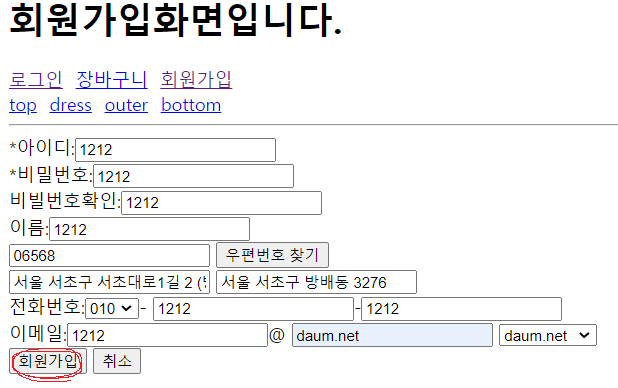 회원가입화면입니다.
로그인 장바구니 회원가입
top dress outer bottom
*아이디:1212
*비밀번호:1212
비빌번호확인:1212
이름:1212
06568 우편번호 찾기
서울 서초구 서초대로1길 2 ( 서울 서초구 방배동 3276
전화번호:010 - 1212 -1212
이메일:1212 @ daum.net daum.net
회원가입 취소